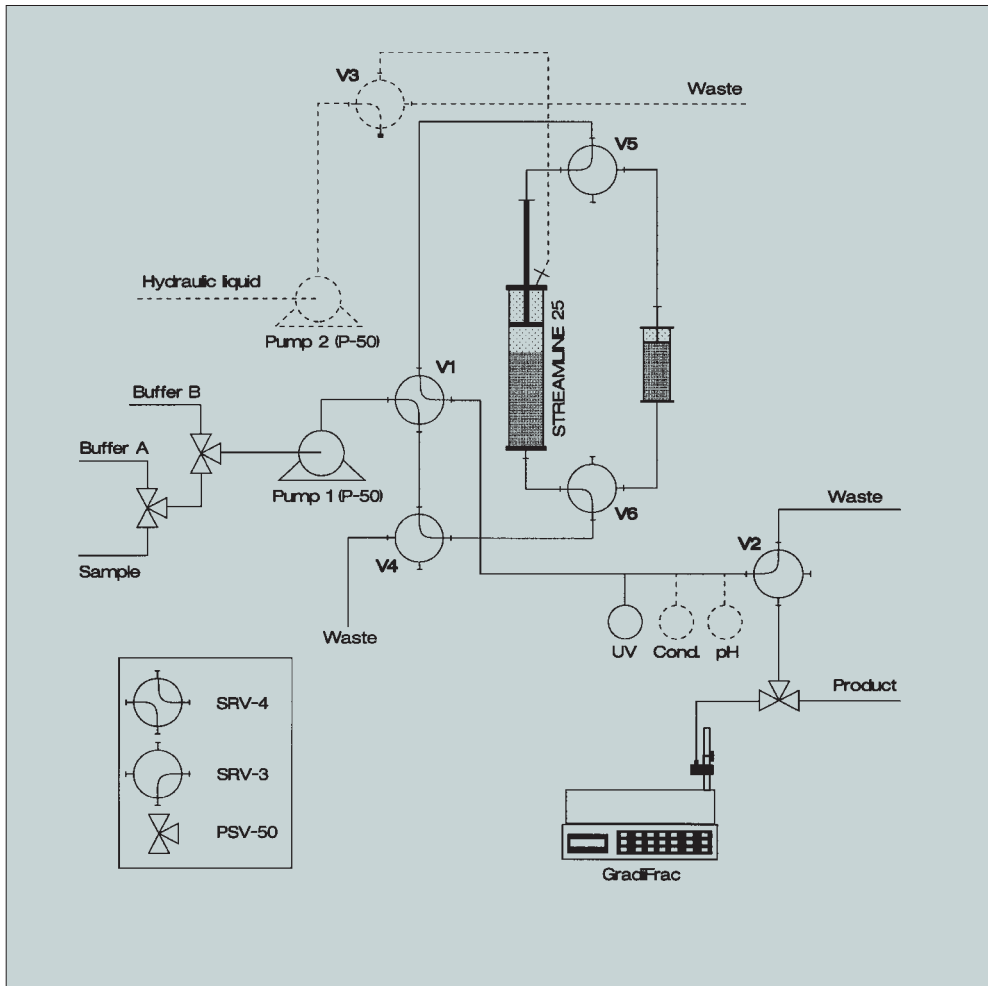 V3
Waste
V5
Hydraulic liquid
Pump 2 (P-50)
STREAMLINE 25
V1
Buffer B
Buffer A
Pump 1 (P-50)
Sample
V4
V6
Waste
V2
Waste
UV
Cond.
pH
Product
SRV-4
SRV-3
PSV-50
GradiFrac